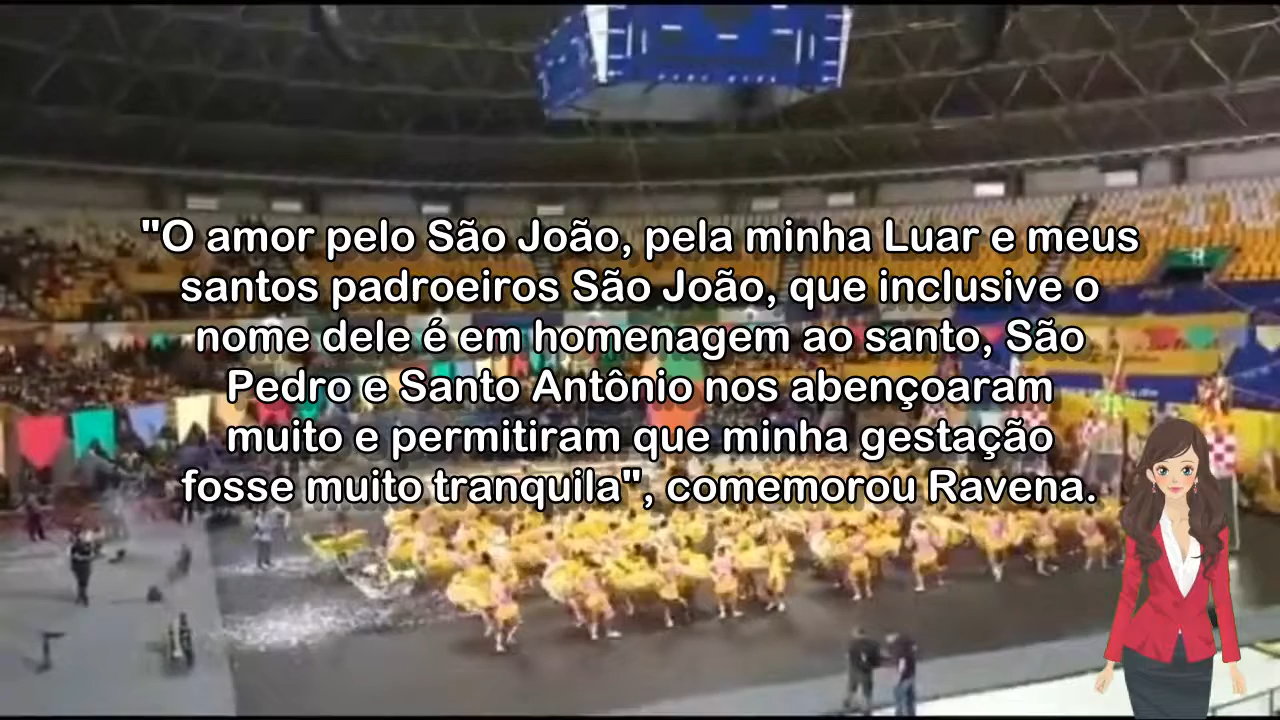 "O amor pelo São João, pela minha Luar e meus
santos padroeiros São João, que inclusive o
nome dele é em homenagem ao santo, São
Pedro e Santo Antônio nos abençoaram
muito e permitiram que minha gestação
fosse muito tranquila", comemorou Ravena.